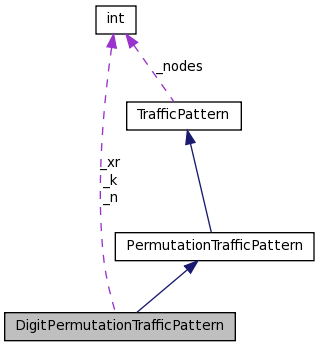 int
_nodes
TrafficPattern
_xr
_k
_n
PermutationTrafficPattern
DigitPermutationTrafficPattern